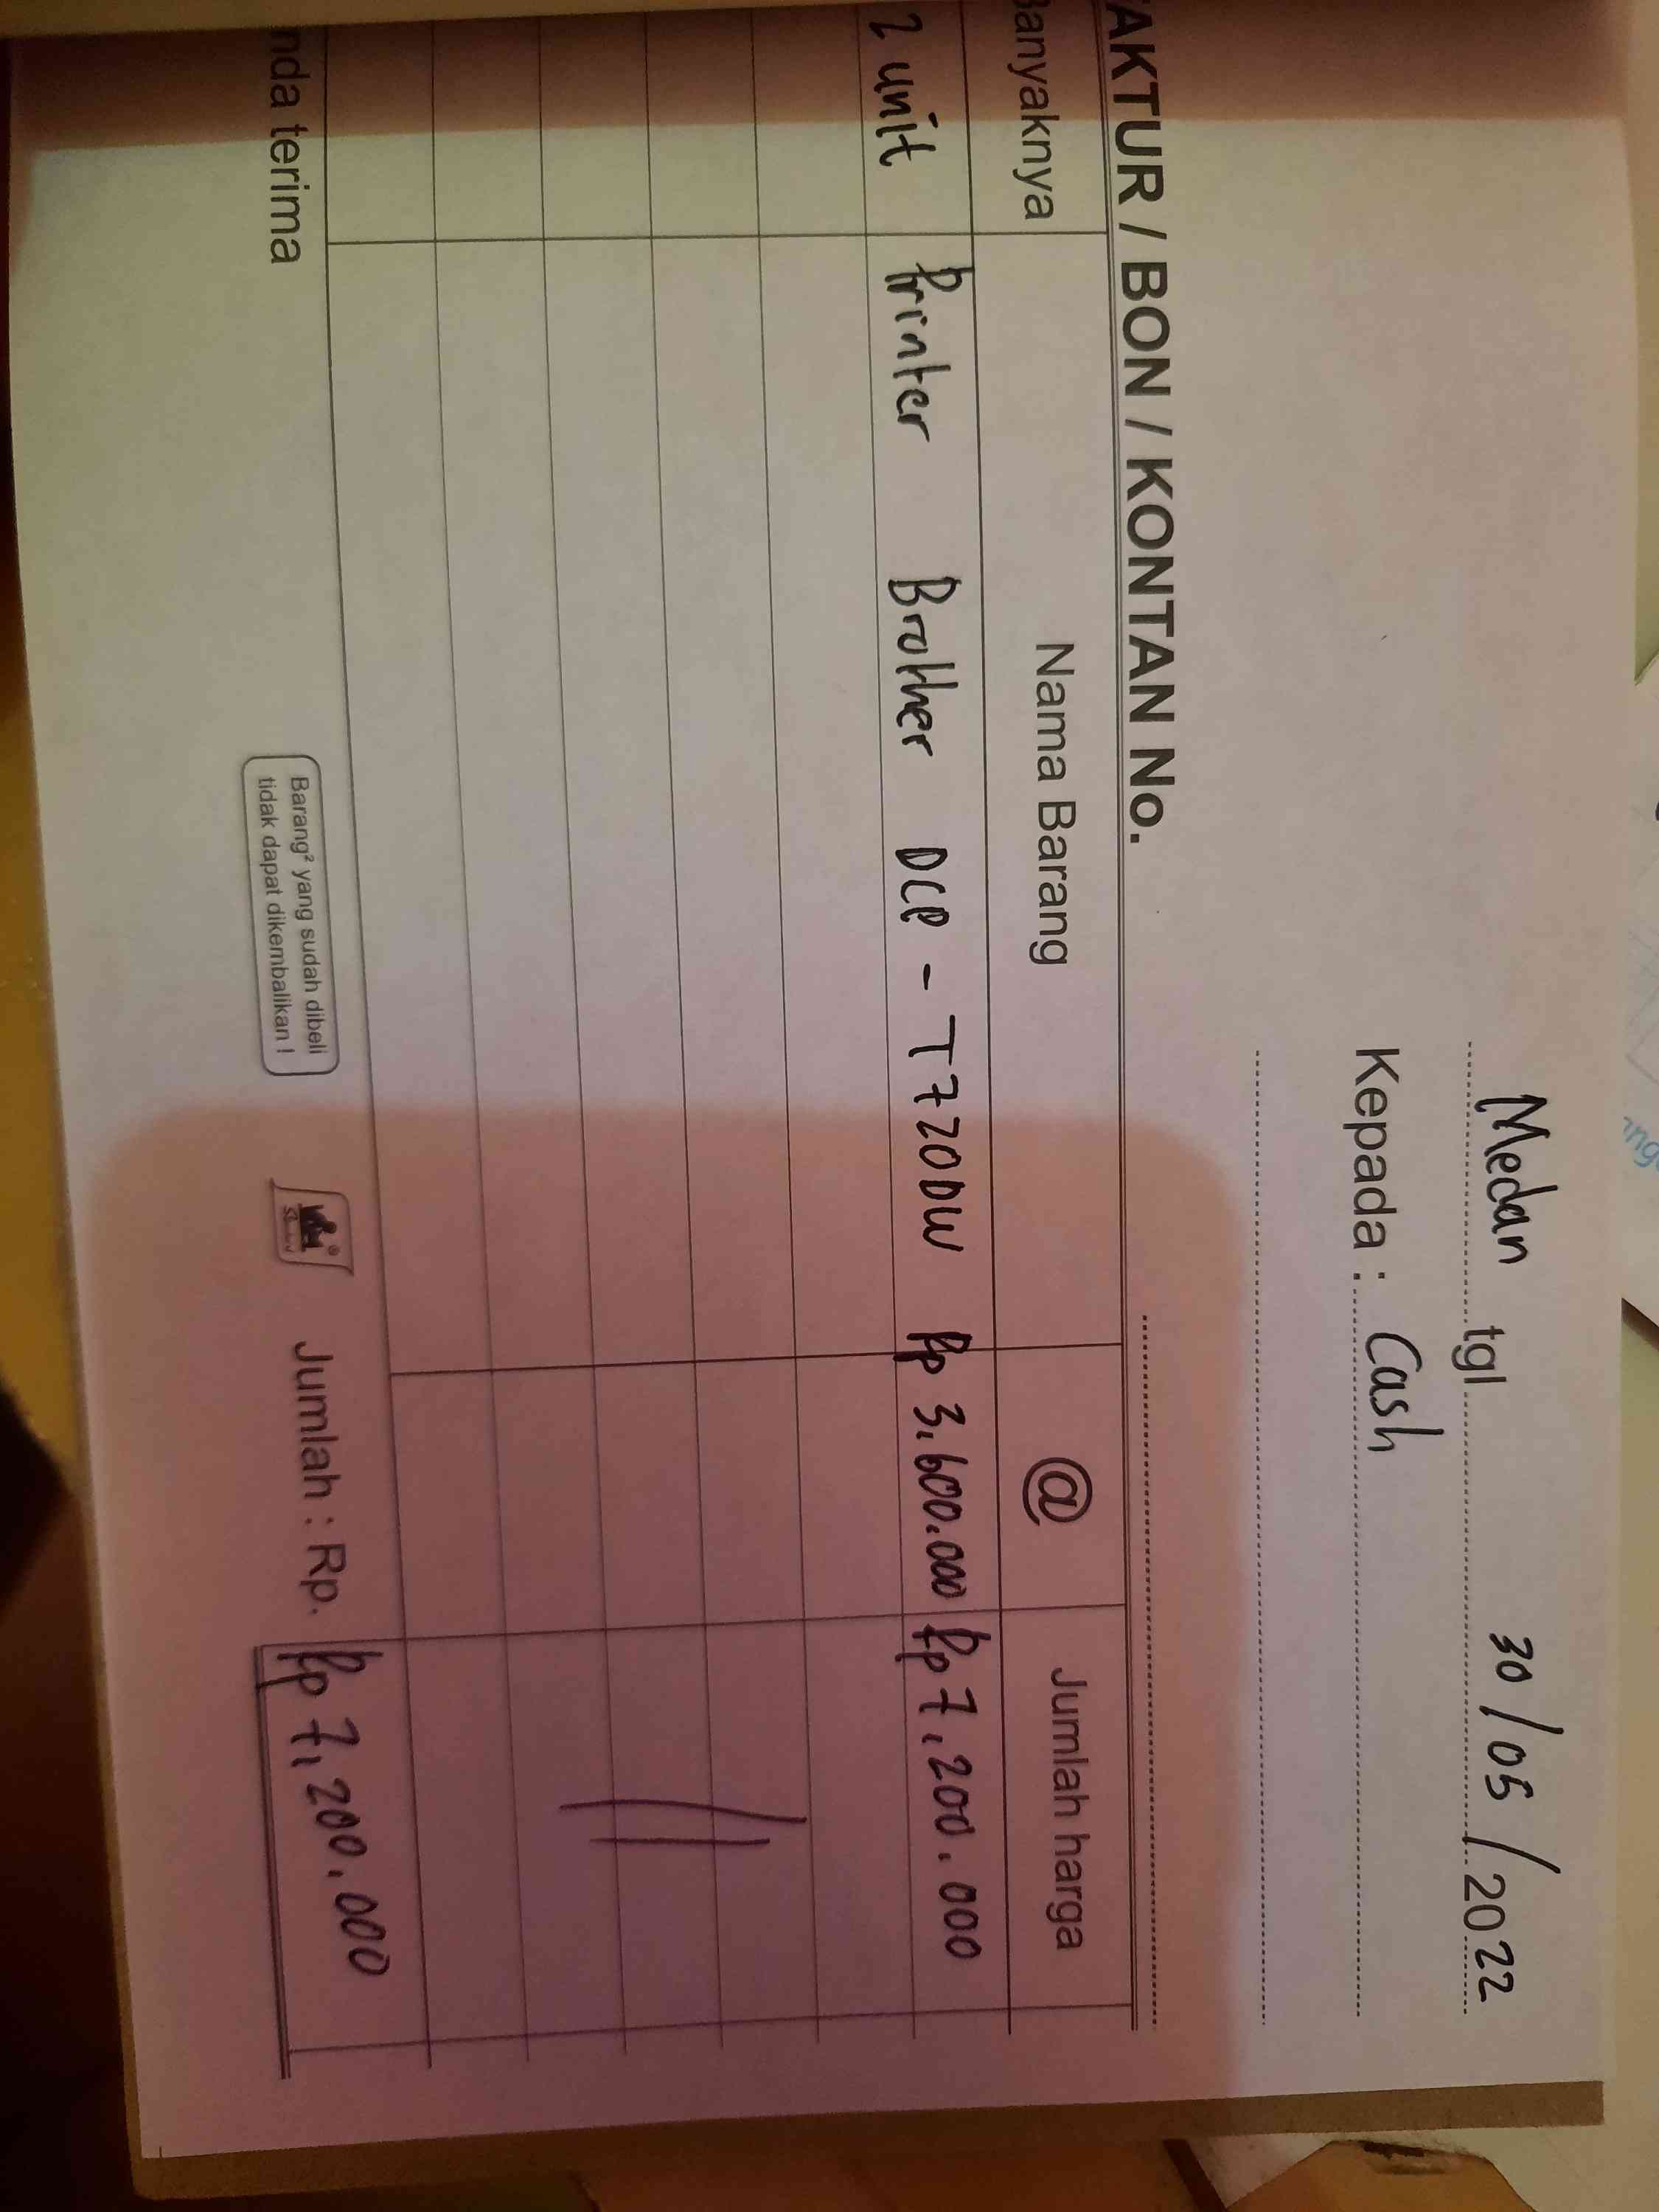 Medan tgl 30/05/2022
Kepada : Cash
AKTUR / BON / KONTAN No.
Banyaknya Nama Barang @ Jumlah harga
2 unit Printer Brother DCP - T720DW Rp 3.600.000 Rp 7.200.000
nda terima
Barang² yang sudah dibeli
tidak dapat dikembalikan !
Jumlah : Rp. Rp 7.200.000